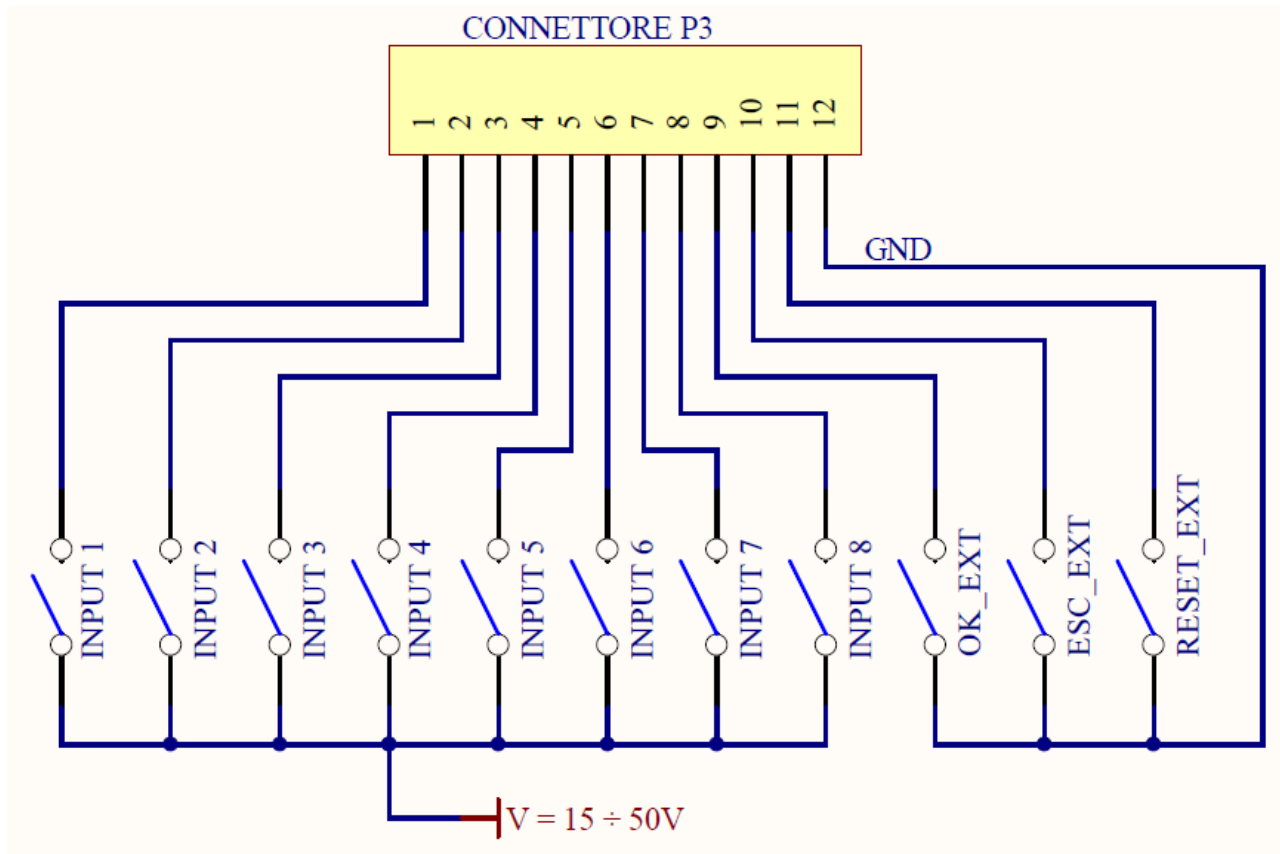 CONNETTORE P3
1 2 3 4 5 6 7 8 9 10 11 12
GND
INPUT 1
INPUT 2
INPUT 3
INPUT 4
INPUT 5
INPUT 6
INPUT 7
INPUT 8
OK_EXT
ESC_EXT
RESET_EXT
V = 15 ÷ 50V